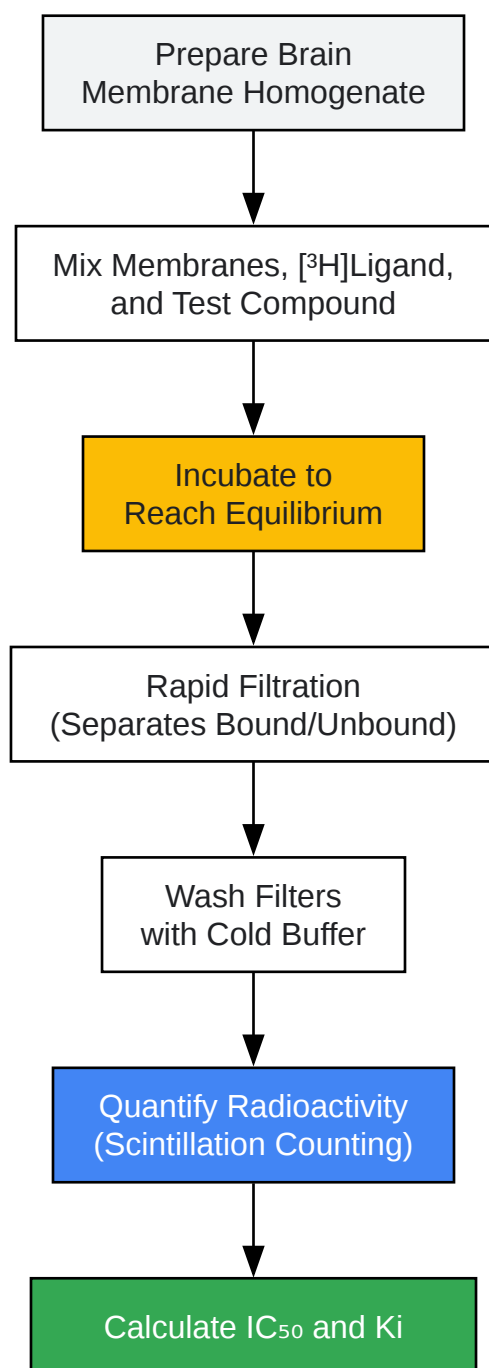 Prepare Brain
Membrane Homogenate
Mix Membranes, [³H]Ligand,
and Test Compound
Incubate to
Reach Equilibrium
Rapid Filtration
(Separates Bound/Unbound)
Wash Filters
with Cold Buffer
Quantify Radioactivity
(Scintillation Counting)
Calculate IC₅₀ and Ki